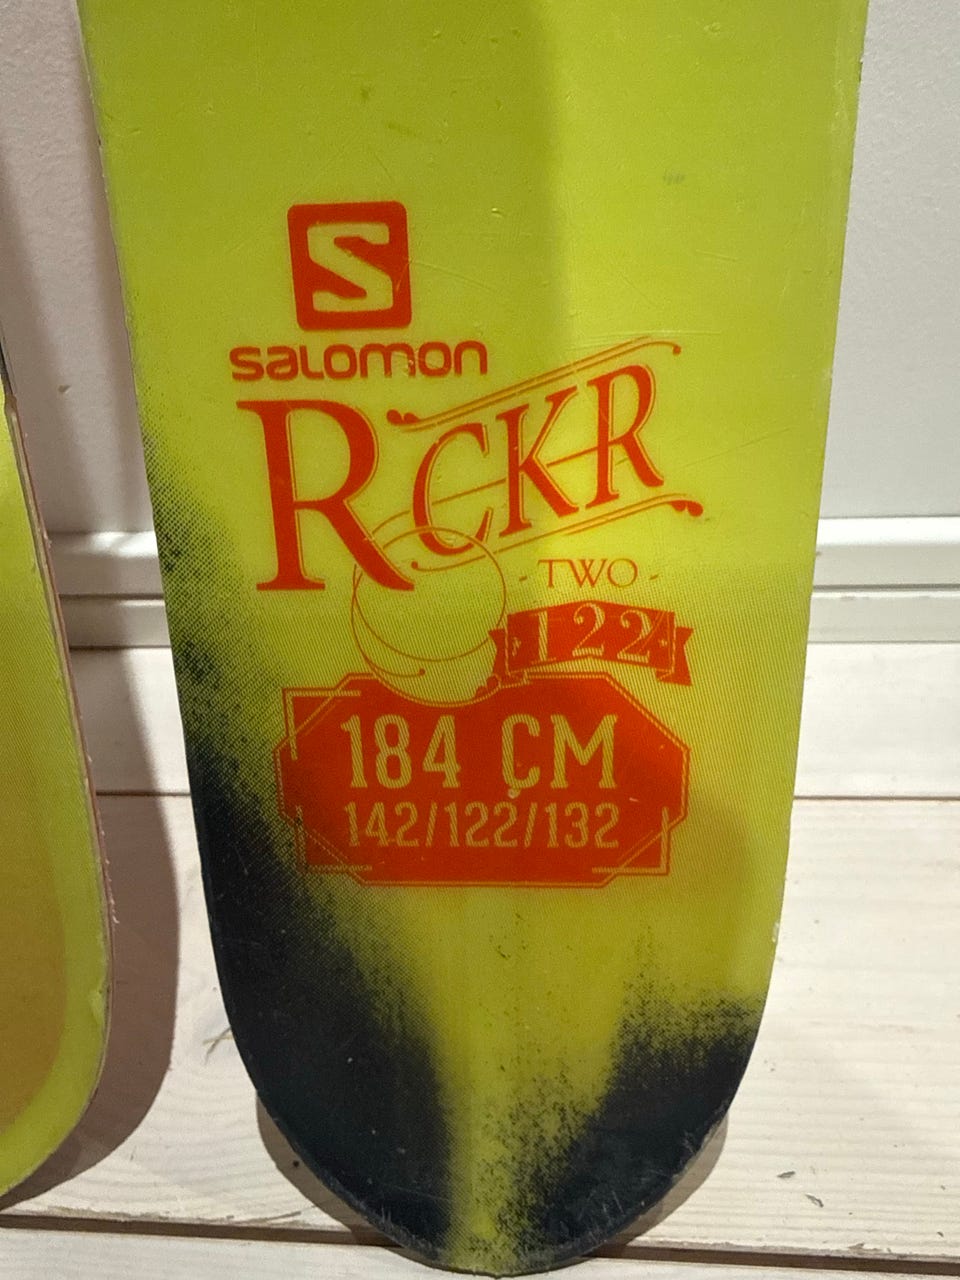 S
SALOMON
RCKR
- TWO -
122
184 CM
142/122/132